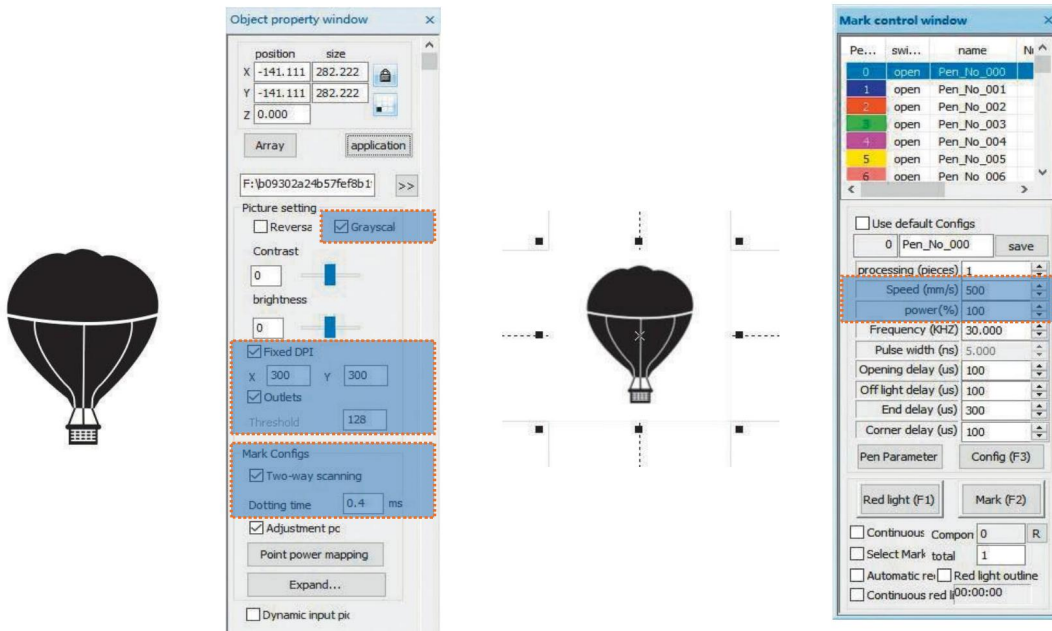 Object property window ×
position size
X -141.111 282.222
Y -141.111 282.222
Z 0.000
Array application
F:\b09302a24b57fef8b1 >>
Picture setting
Reversa Grayscal
Contrast
0
brightness
0
Fixed DPI
X 300 Y 300
Outlets
Threshold 128
Mark Configs
Two-way scanning
Dotting time 0.4 ms
Adjustment pc
Point power mapping
Expand...
Dynamic input pic
Mark control window ×
Pe... swi... name
0 open Pen_No_000
1 open Pen_No_001
2 open Pen_No_002
3 open Pen_No_003
4 open Pen_No_004
5 open Pen_No_005
6 open Pen_No_006
Use default Configs
0 Pen_No_000 save
processing (pieces) 1
Speed (mm/s) 500
power(%) 100
Frequency (KHZ) 30.000
Pulse width (ns) 5.000
Opening delay (us) 100
Off light delay (us) 100
End delay (us) 300
Corner delay (us) 100
Pen Parameter Config (F3)
Red light (F1) Mark (F2)
Continuous Compon 0 R
Select Mark total 1
Automatic re Red light outline
Continuous red li 00:00:00